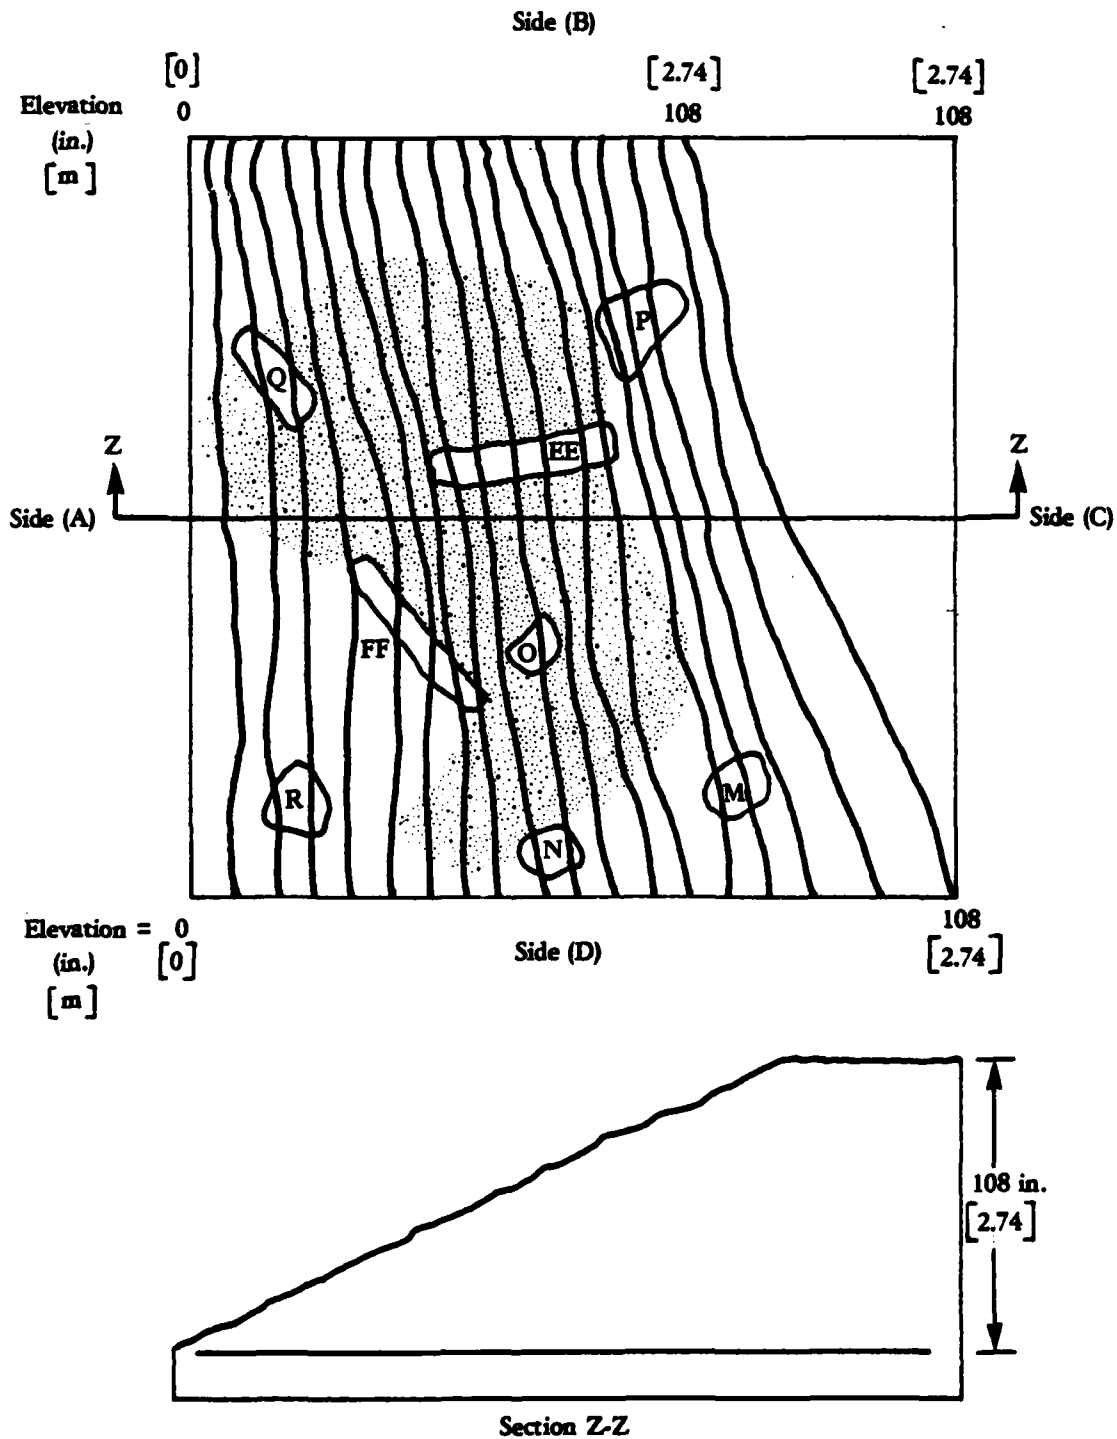 Side (B)
[0] [2.74] [2.74]
Elevation 0 108 108
(in.)
[m]
P
Q
EE
Z Z
Side (A) Side (C)
FF
O
R
M
N
Elevation = 0 108
(in.) [0] Side (D) [2.74]
[m]
108 in.
[2.74]
Section Z-Z